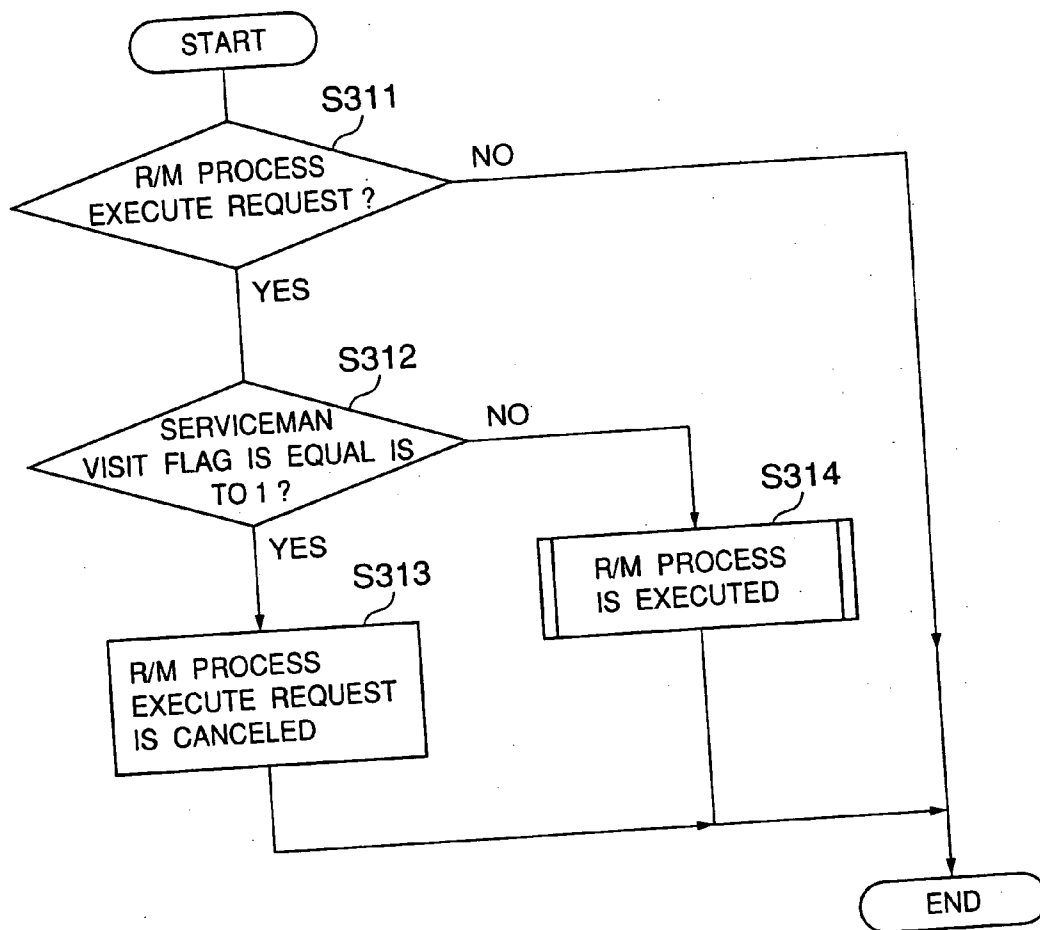 START
S311
R/M PROCESS
EXECUTE REQUEST ?
NO
YES
S312
SERVICEMAN
VISIT FLAG IS EQUAL IS
TO 1 ?
NO
YES
S314
R/M PROCESS
IS EXECUTED
S313
R/M PROCESS
EXECUTE REQUEST
IS CANCELED
END